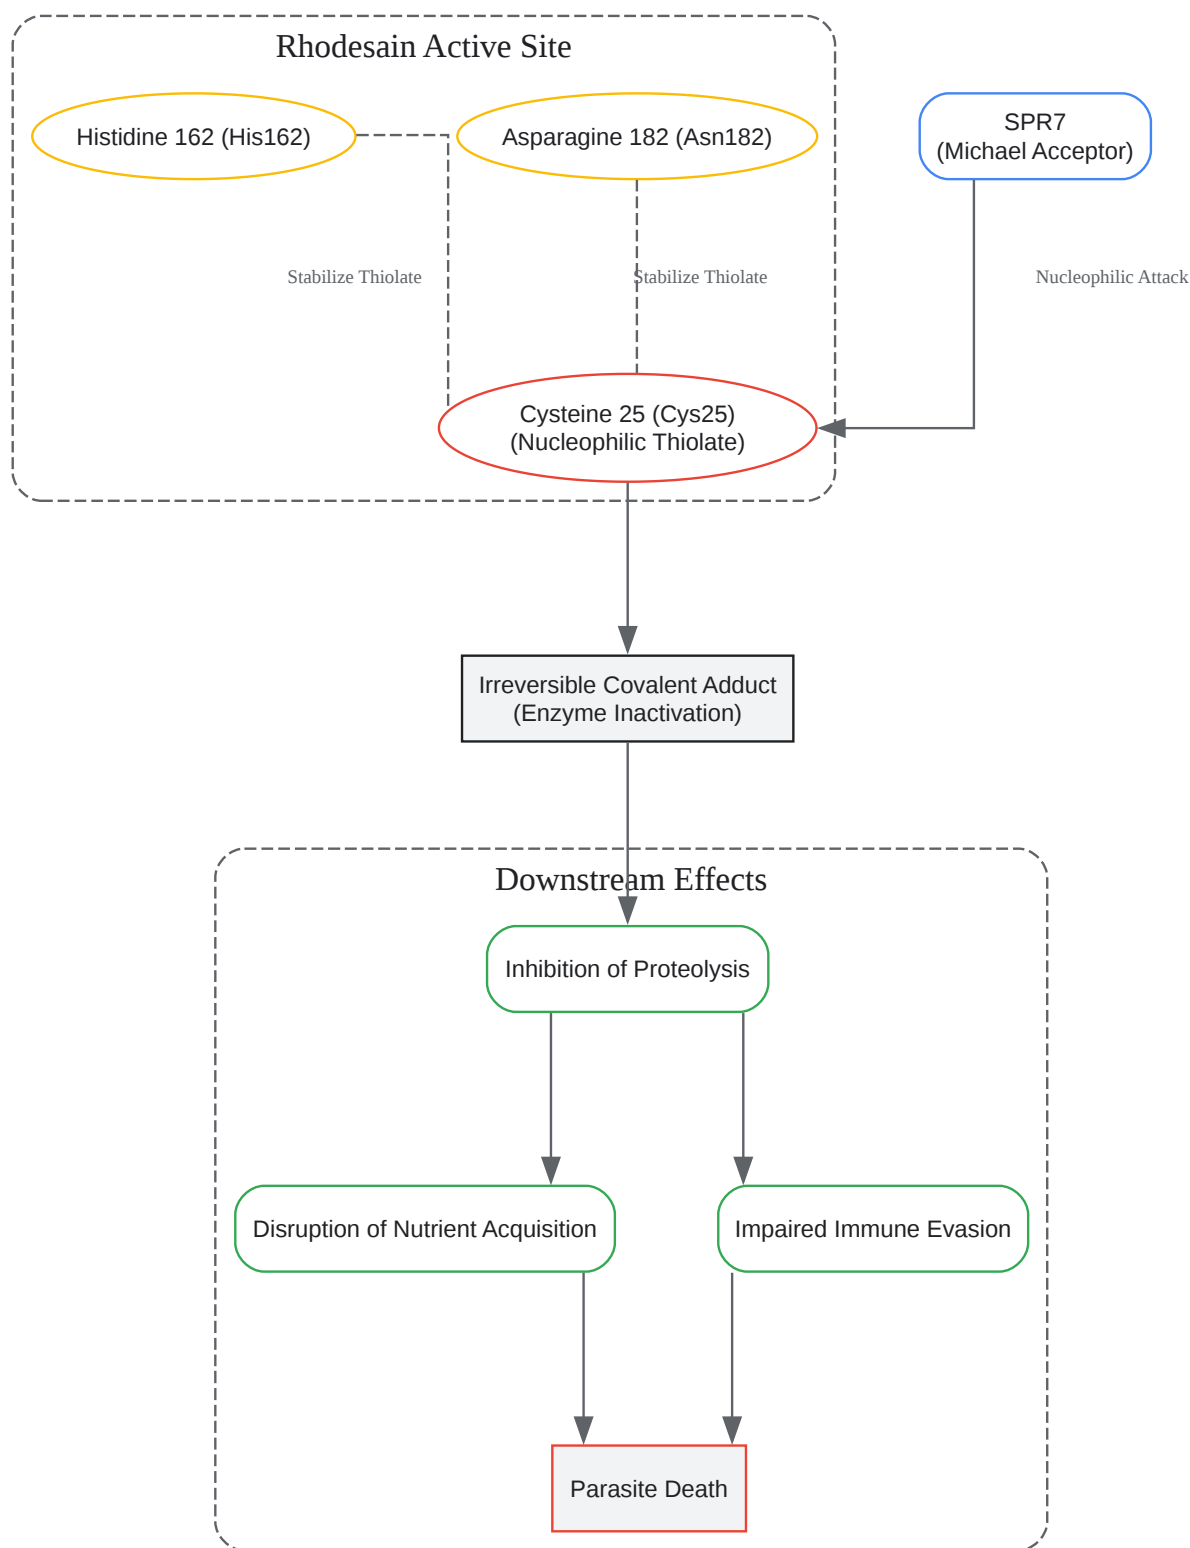 Rhodesain Active Site
Histidine 162 (His162)
Asparagine 182 (Asn182)
SPR7
(Michael Acceptor)
Stabilize Thiolate
Stabilize Thiolate
Nucleophilic Attack
Cysteine 25 (Cys25)
(Nucleophilic Thiolate)
Irreversible Covalent Adduct
(Enzyme Inactivation)
Downstream Effects
Inhibition of Proteolysis
Disruption of Nutrient Acquisition
Impaired Immune Evasion
Parasite Death